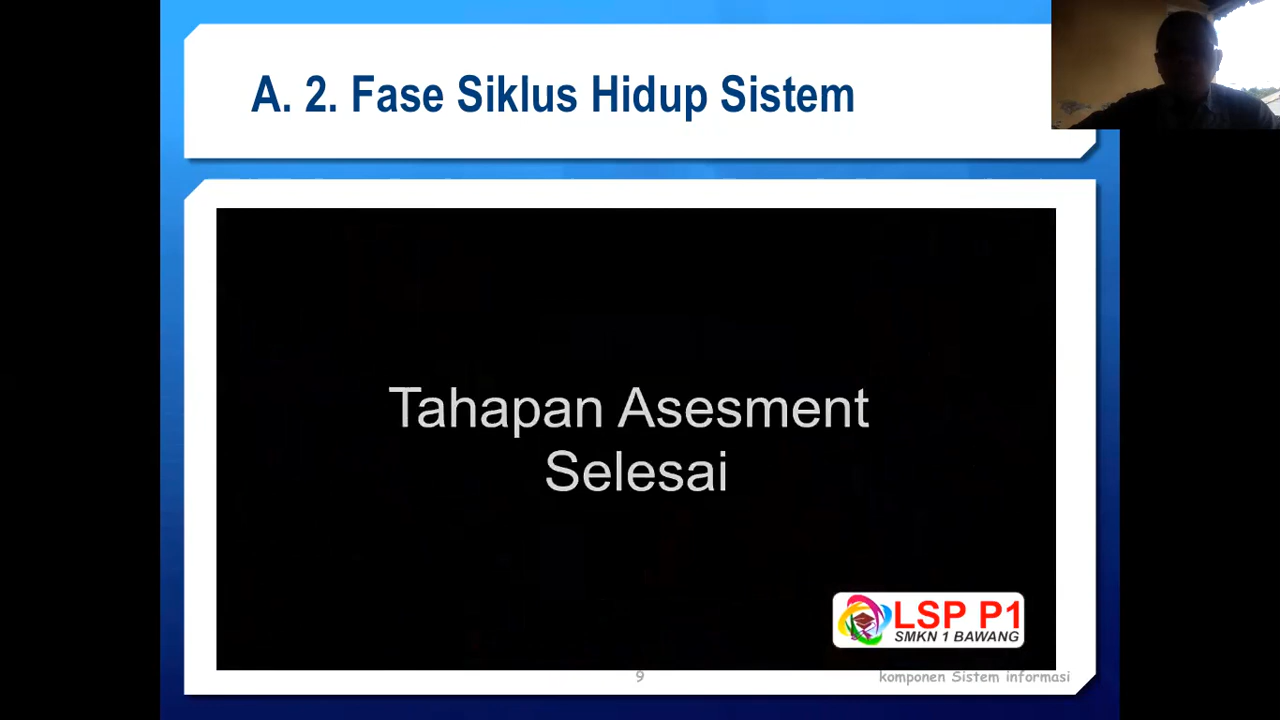 A. 2. Fase Siklus Hidup Sistem
Tahapan Asesment
Selesai
LSP P1
SMKN 1 BAWANG
9
komponen Sistem informasi